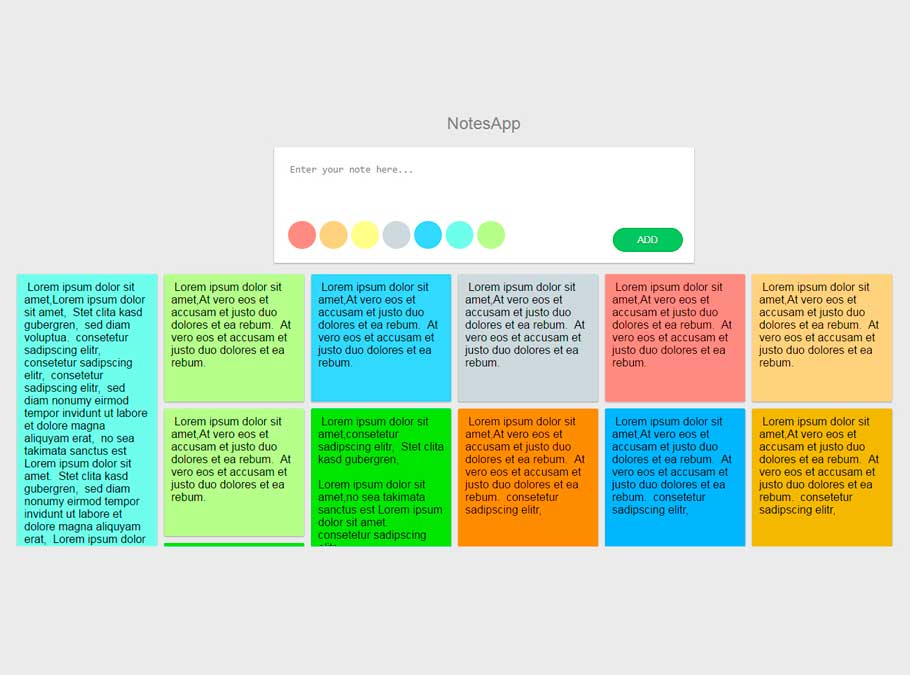 NotesApp
Enter your note here...
ADD
Lorem ipsum dolor sit
amet,Lorem ipsum dolor
sit amet,  Stet clita kasd
gubergren,  sed diam
voluptua.  consetetur
sadipscing elitr,
consetetur sadipscing
elitr,  consetetur
sadipscing elitr,  sed
diam nonumy eirmod
tempor invidunt ut labore
et dolore magna
aliquyam erat,  no sea
takimata sanctus est
Lorem ipsum dolor sit
amet.  Stet clita kasd
gubergren,  sed diam
nonumy eirmod tempor
invidunt ut labore et
dolore magna aliquyam
erat,  Lorem ipsum dolor
Lorem ipsum dolor sit
amet,At vero eos et
accusam et justo duo
dolores et ea rebum.  At
vero eos et accusam et
justo duo dolores et ea
rebum.
Lorem ipsum dolor sit
amet,At vero eos et
accusam et justo duo
dolores et ea rebum.  At
vero eos et accusam et
justo duo dolores et ea
rebum.
Lorem ipsum dolor sit
amet,At vero eos et
accusam et justo duo
dolores et ea rebum.  At
vero eos et accusam et
justo duo dolores et ea
rebum.
Lorem ipsum dolor sit
amet,At vero eos et
accusam et justo duo
dolores et ea rebum.  At
vero eos et accusam et
justo duo dolores et ea
rebum.
Lorem ipsum dolor sit
amet,At vero eos et
accusam et justo duo
dolores et ea rebum.  At
vero eos et accusam et
justo duo dolores et ea
rebum.
Lorem ipsum dolor sit
amet,At vero eos et
accusam et justo duo
dolores et ea rebum.  At
vero eos et accusam et
justo duo dolores et ea
rebum.
Lorem ipsum dolor sit
amet,consetetur
sadipscing elitr,  Stet clita
kasd gubergren,
Lorem ipsum dolor sit
amet,no sea takimata
sanctus est Lorem ipsum
dolor sit amet.
consetetur sadipscing
Lorem ipsum dolor sit
amet,At vero eos et
accusam et justo duo
dolores et ea rebum.  At
vero eos et accusam et
justo duo dolores et ea
rebum.  consetetur
sadipscing elitr,
Lorem ipsum dolor sit
amet,At vero eos et
accusam et justo duo
dolores et ea rebum.  At
vero eos et accusam et
justo duo dolores et ea
rebum.  consetetur
sadipscing elitr,
Lorem ipsum dolor sit
amet,At vero eos et
accusam et justo duo
dolores et ea rebum.  At
vero eos et accusam et
justo duo dolores et ea
rebum.  consetetur
sadipscing elitr,